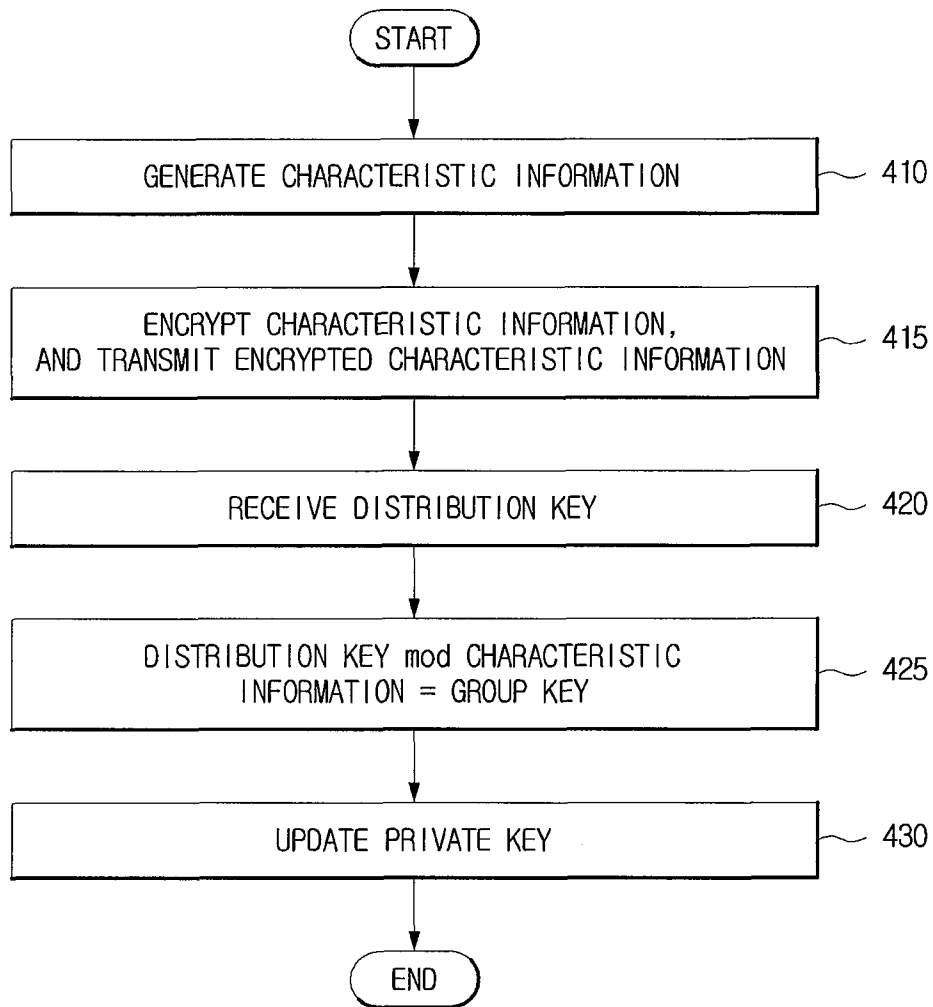 START
GENERATE CHARACTERISTIC INFORMATION
410
ENCRYPT CHARACTERISTIC INFORMATION,
AND TRANSMIT ENCRYPTED CHARACTERISTIC INFORMATION
415
RECEIVE DISTRIBUTION KEY
420
DISTRIBUTION KEY mod CHARACTERISTIC
INFORMATION = GROUP KEY
425
UPDATE PRIVATE KEY
430
END